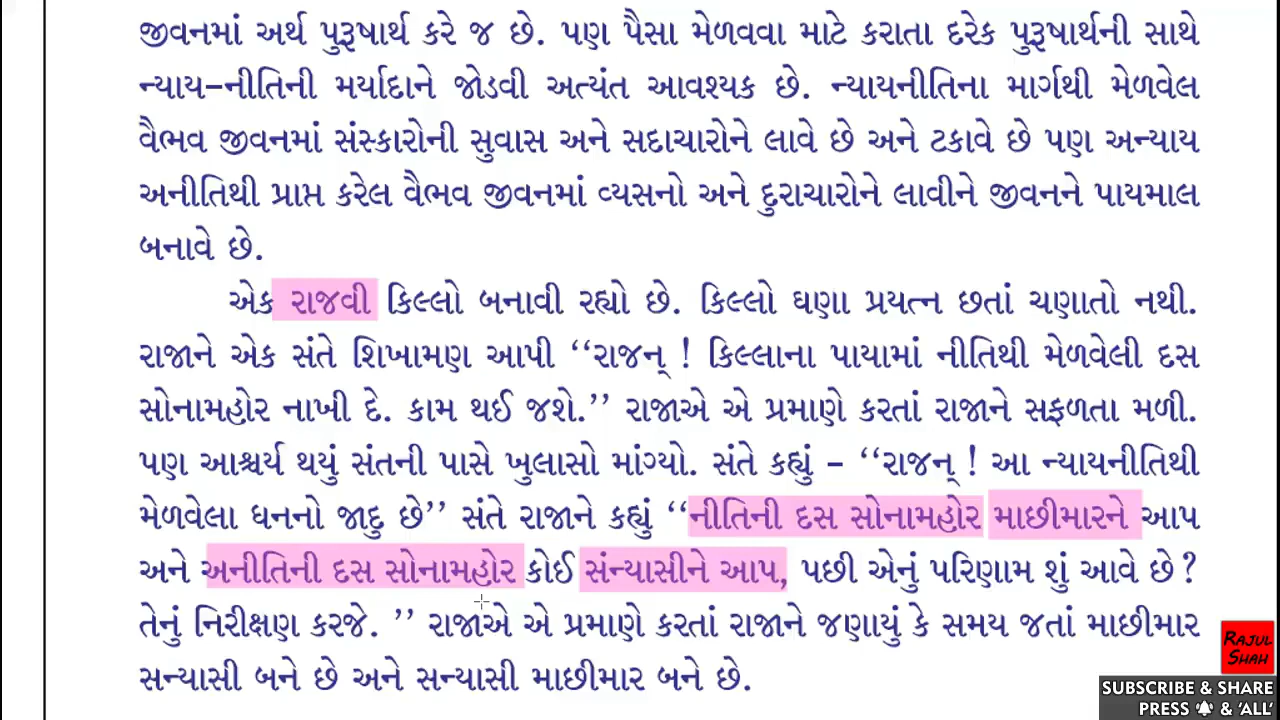 જીવનમાં અર્થ પુરૂષાર્થ કરે જ છે. પણ પૈસા મેળવવા માટે કરાતા દરેક પુરૂષાર્થની સાથે
ન્યાય-નીતિની મર્યાદાને જોડવી અત્યંત આવશ્યક છે. ન્યાયનીતિના માર્ગથી મેળવેલ
વૈભવ જીવનમાં સંસ્કારોની સુવાસ અને સદાચારોને લાવે છે અને ટકાવે છે પણ અન્યાય
અનીતિથી પ્રાપ્ત કરેલ વૈભવ જીવનમાં વ્યસનો અને દુરાચારોને લાવીને જીવનને પાયમાલ
બનાવે છે.
એક રાજવી કિલ્લો બનાવી રહ્યો છે. કિલ્લો ઘણા પ્રયત્ન છતાં ચણાતો નથી.
રાજાને એક સંતે શિખામણ આપી ‘‘રાજન્ ! કિલ્લાના પાયામાં નીતિથી મેળવેલી દસ
સોનામહોર નાખી દે. કામ થઈ જશે.’’ રાજાએ એ પ્રમાણે કરતાં રાજાને સફળતા મળી.
પણ આશ્ચર્ય થયું સંતની પાસે ખુલાસો માંગ્યો. સંતે કહ્યું - ‘‘રાજન્ ! આ ન્યાયનીતિથી
મેળવેલા ધનનો જાદુ છે’’ સંતે રાજાને કહ્યું ‘‘નીતિની દસ સોનામહોર માછીમારને આપ
અને અનીતિની દસ સોનામહોર કોઈ સંન્યાસીને આપ, પછી એનું પરિણામ શું આવે છે?
તેનું નિરીક્ષણ કરજે. ’’ રાજાએ એ પ્રમાણે કરતાં રાજાને જણાયું કે સમય જતાં માછીમાર
સન્યાસી બને છે અને સન્યાસી માછીમાર બને છે.
RAJUL
SHAH
SUBSCRIBE & SHARE
PRESS & 'ALL'